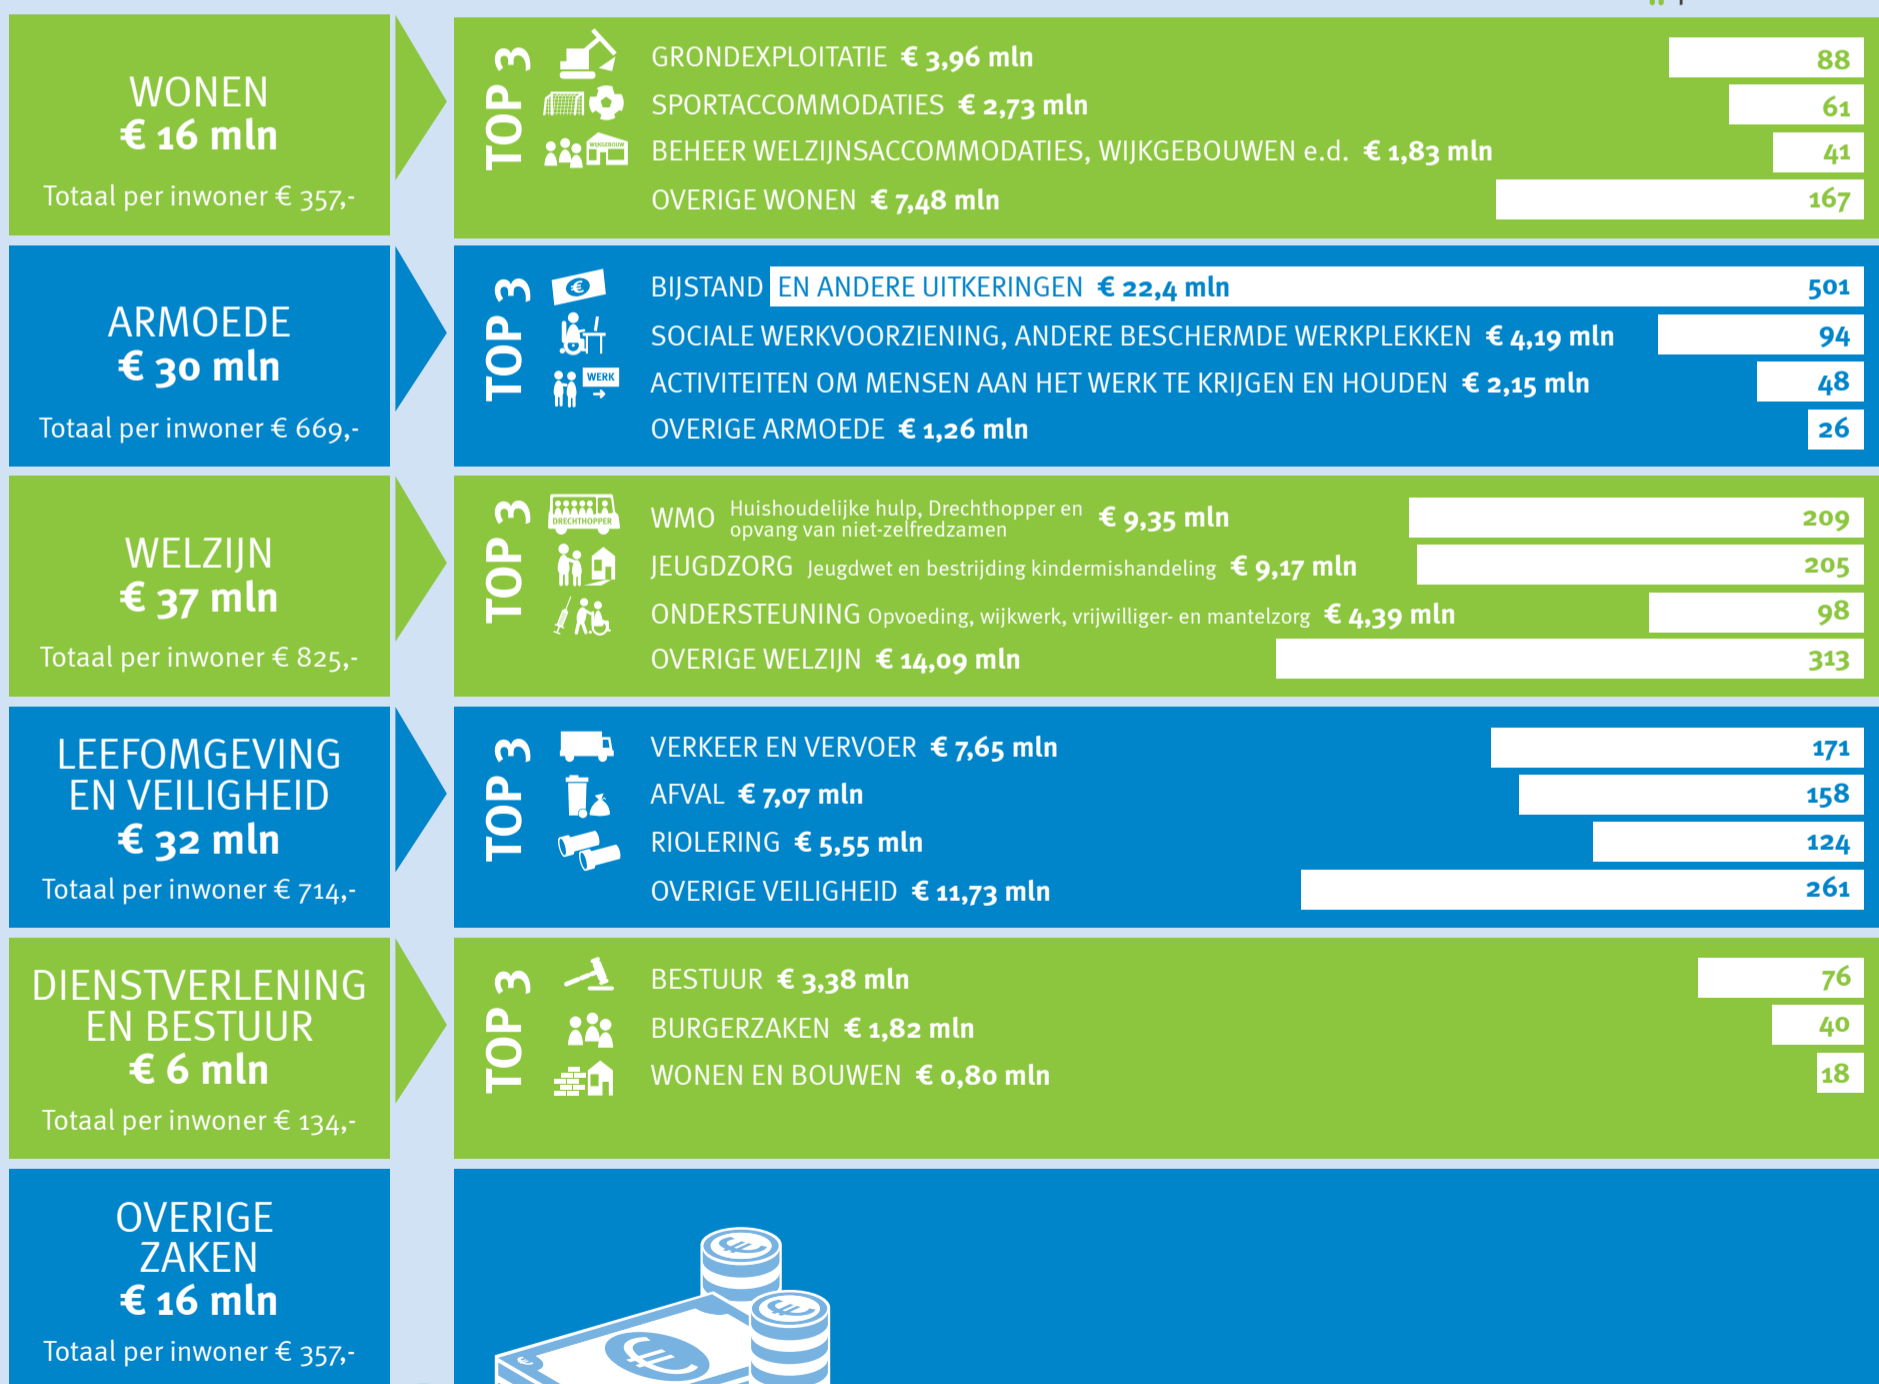 WONEN
€ 16 mln
Totaal per inwoner € 357,-
TOP 3
GRONDEXPLOITATIE € 3,96 mln
88
SPORTACCOMMODATIES € 2,73 mln
61
WIJKGEBOUW
BEHEER WELZIJNSACCOMMODATIES, WIJKGEBOUWEN e.d. € 1,83 mln
41
OVERIGE WONEN € 7,48 mln
167
ARMOEDE
€ 30 mln
Totaal per inwoner € 669,-
TOP 3
€
BIJSTAND EN ANDERE UITKERINGEN € 22,4 mln
501
SOCIALE WERKVOORZIENING, ANDERE BESCHERMDE WERKPLEKKEN € 4,19 mln
94
WERK
ACTIVITEITEN OM MENSEN AAN HET WERK TE KRIJGEN EN HOUDEN € 2,15 mln
48
OVERIGE ARMOEDE € 1,26 mln
26
WELZIJN
€ 37 mln
Totaal per inwoner € 825,-
TOP 3
DRECHTHOPPER
WMO Huishoudelijke hulp, Drechthopper en
opvang van niet-zelfredzamen € 9,35 mln
209
JEUGDZORG Jeugdwet en bestrijding kindermishandeling € 9,17 mln
205
ONDERSTEUNING Opvoeding, wijkwerk, vrijwilliger- en mantelzorg € 4,39 mln
98
OVERIGE WELZIJN € 14,09 mln
313
LEEFOMGEVING
EN VEILIGHEID
€ 32 mln
Totaal per inwoner € 714,-
TOP 3
VERKEER EN VERVOER € 7,65 mln
171
AFVAL € 7,07 mln
158
RIOLERING € 5,55 mln
124
OVERIGE VEILIGHEID € 11,73 mln
261
DIENSTVERLENING
EN BESTUUR
€ 6 mln
Totaal per inwoner € 134,-
TOP 3
BESTUUR € 3,38 mln
76
BURGERZAKEN € 1,82 mln
40
WONEN EN BOUWEN € 0,80 mln
18
OVERIGE
ZAKEN
€ 16 mln
Totaal per inwoner € 357,-
€
€
€
€